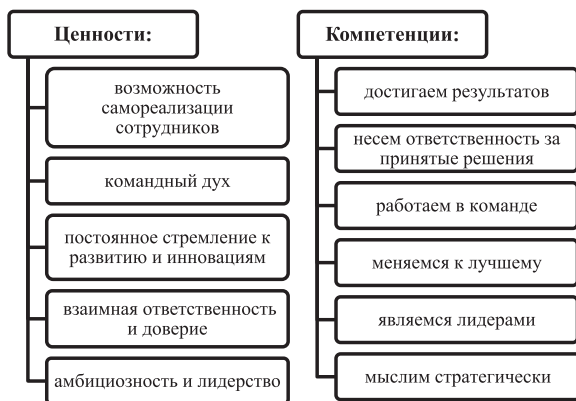 Ценности:
возможность
самореализации
сотрудников
командный дух
постоянное стремление к
развитию и инновациям
взаимная ответственность
и доверие
амбициозность и лидерство
Компетенции:
достигаем результатов
несем ответственность за
принятые решения
работаем в команде
меняемся к лучшему
являемся лидерами
мыслим стратегически